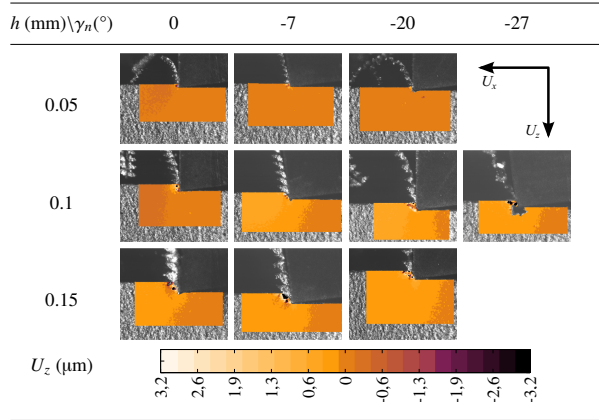 h (mm)\γn(°) 0 -7 -20 -27
0.05
Ux
Uz
0.1
0.15
Uz (μm)
3,2 2,6 1,9 1,3 0,6 0 -0,6 -1,3 -1,9 -2,6 -3,2